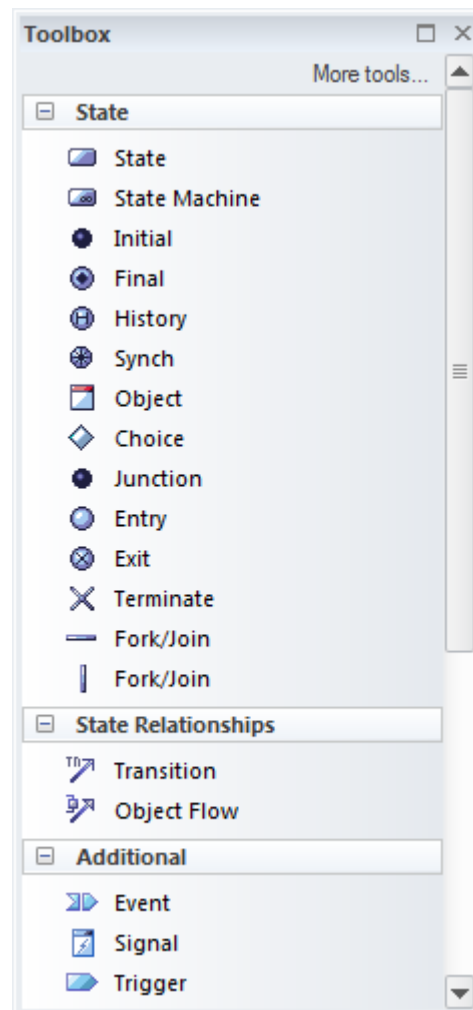 Toolbox
More tools...
State
State
State Machine
Initial
Final
History
Synch
Object
Choice
Junction
Entry
Exit
Terminate
Fork/Join
Fork/Join
State Relationships
Transition
Object Flow
Additional
Event
Signal
Trigger